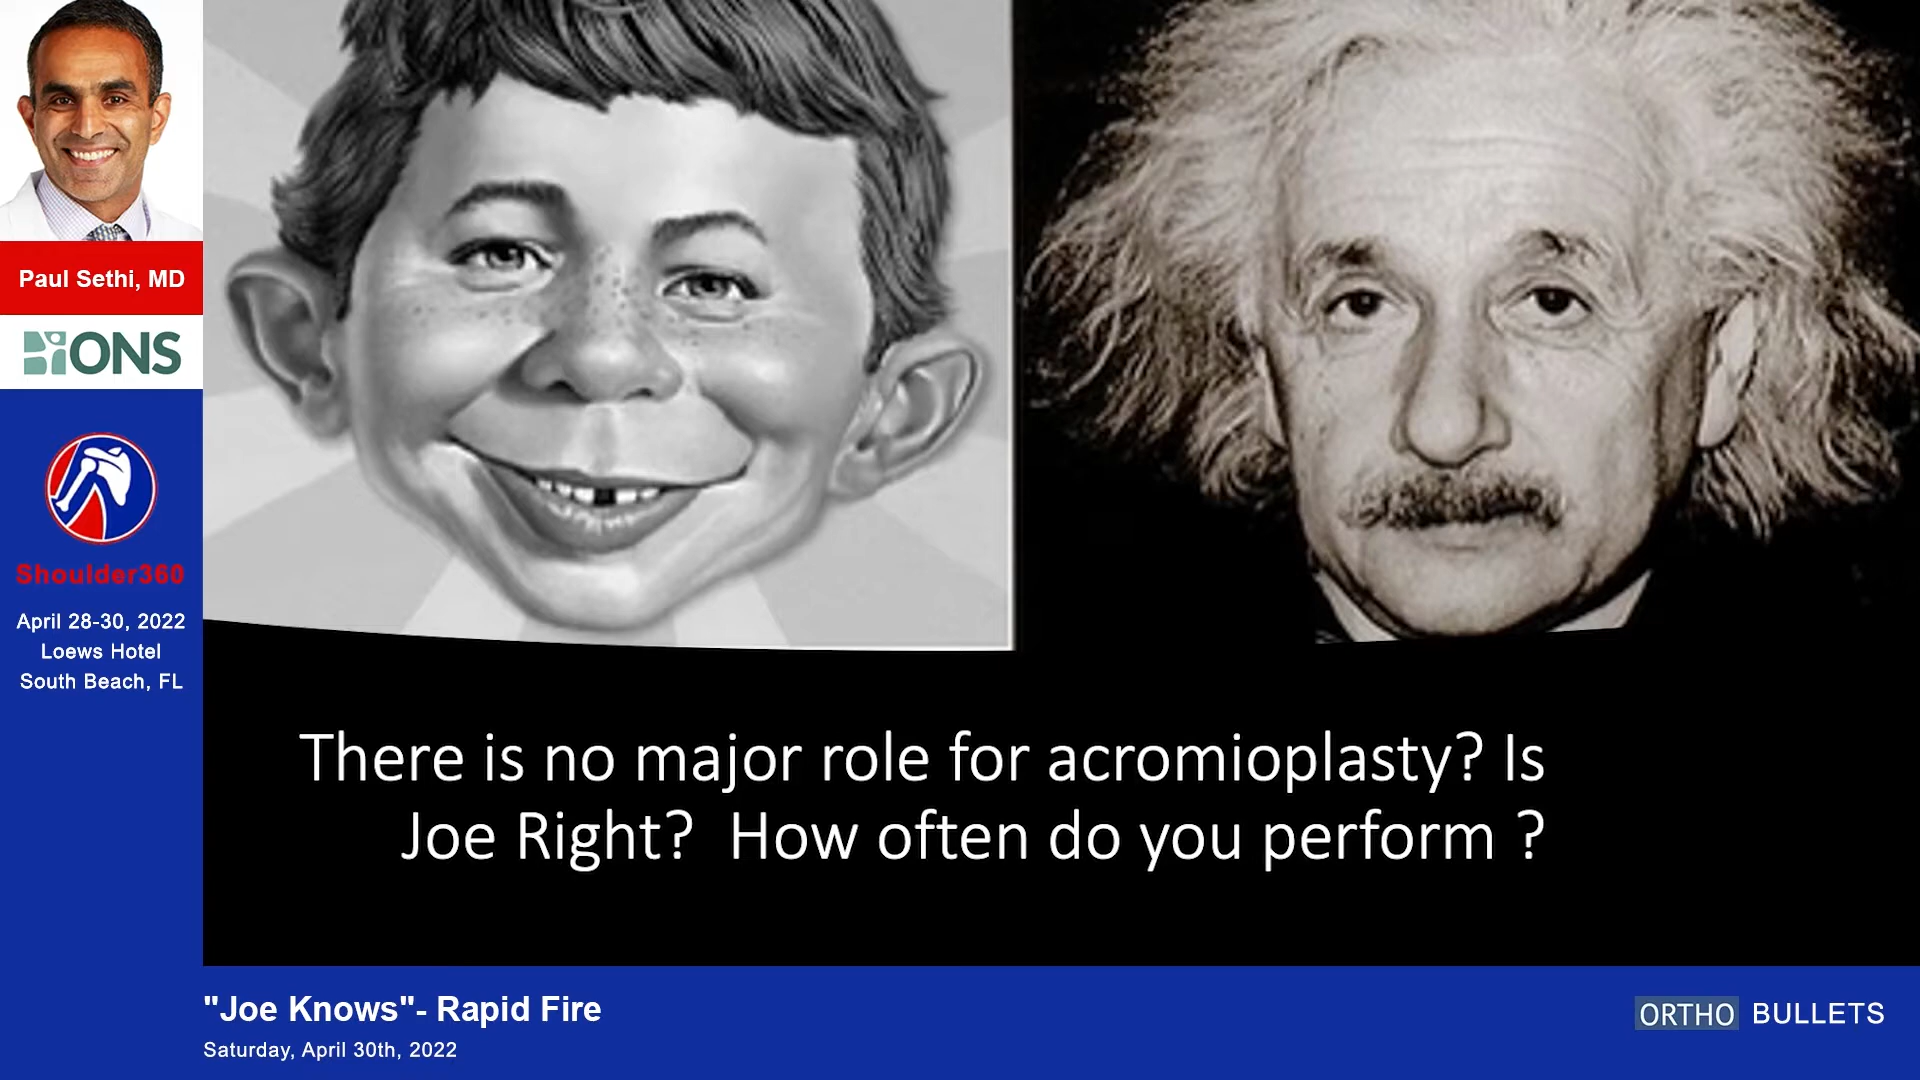 Paul Sethi, MD
ONS
Shoulder360
April 28-30, 2022
Loews Hotel
South Beach, FL
There is no major role for acromioplasty? Is
Joe Right?  How often do you perform ?
"Joe Knows"- Rapid Fire
Saturday, April 30th, 2022
ORTHO BULLETS